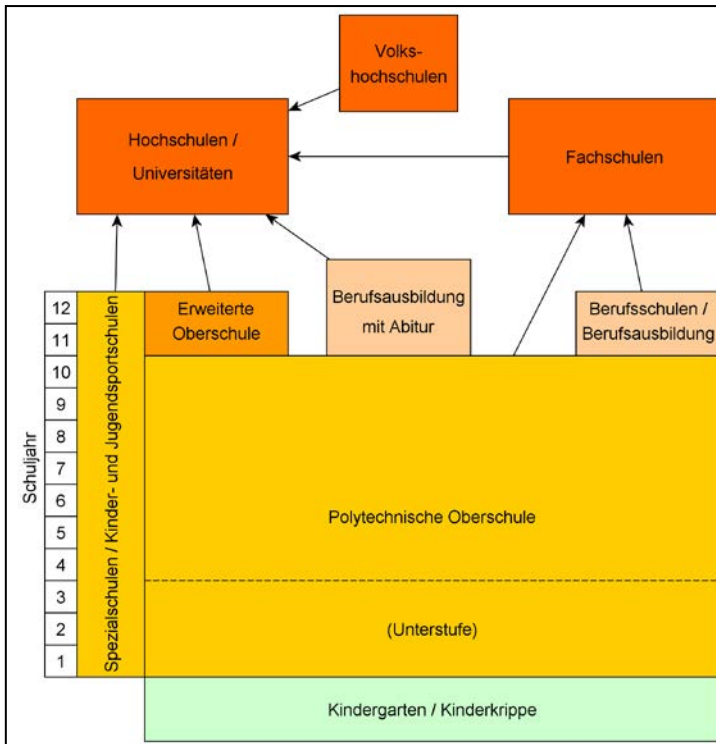 Volks-
hochschulen
Hochschulen /
Universitäten
Fachschulen
Berufsausbildung
mit Abitur
Erweiterte
Oberschule
Berufsschulen /
Berufsausbildung
12
11
10
9
8
7
6
5
4
3
2
1
Schuljahr
Spezialschulen / Kinder- und Jugendsportschulen
Polytechnische Oberschule
(Unterstufe)
Kindergarten / Kinderkrippe